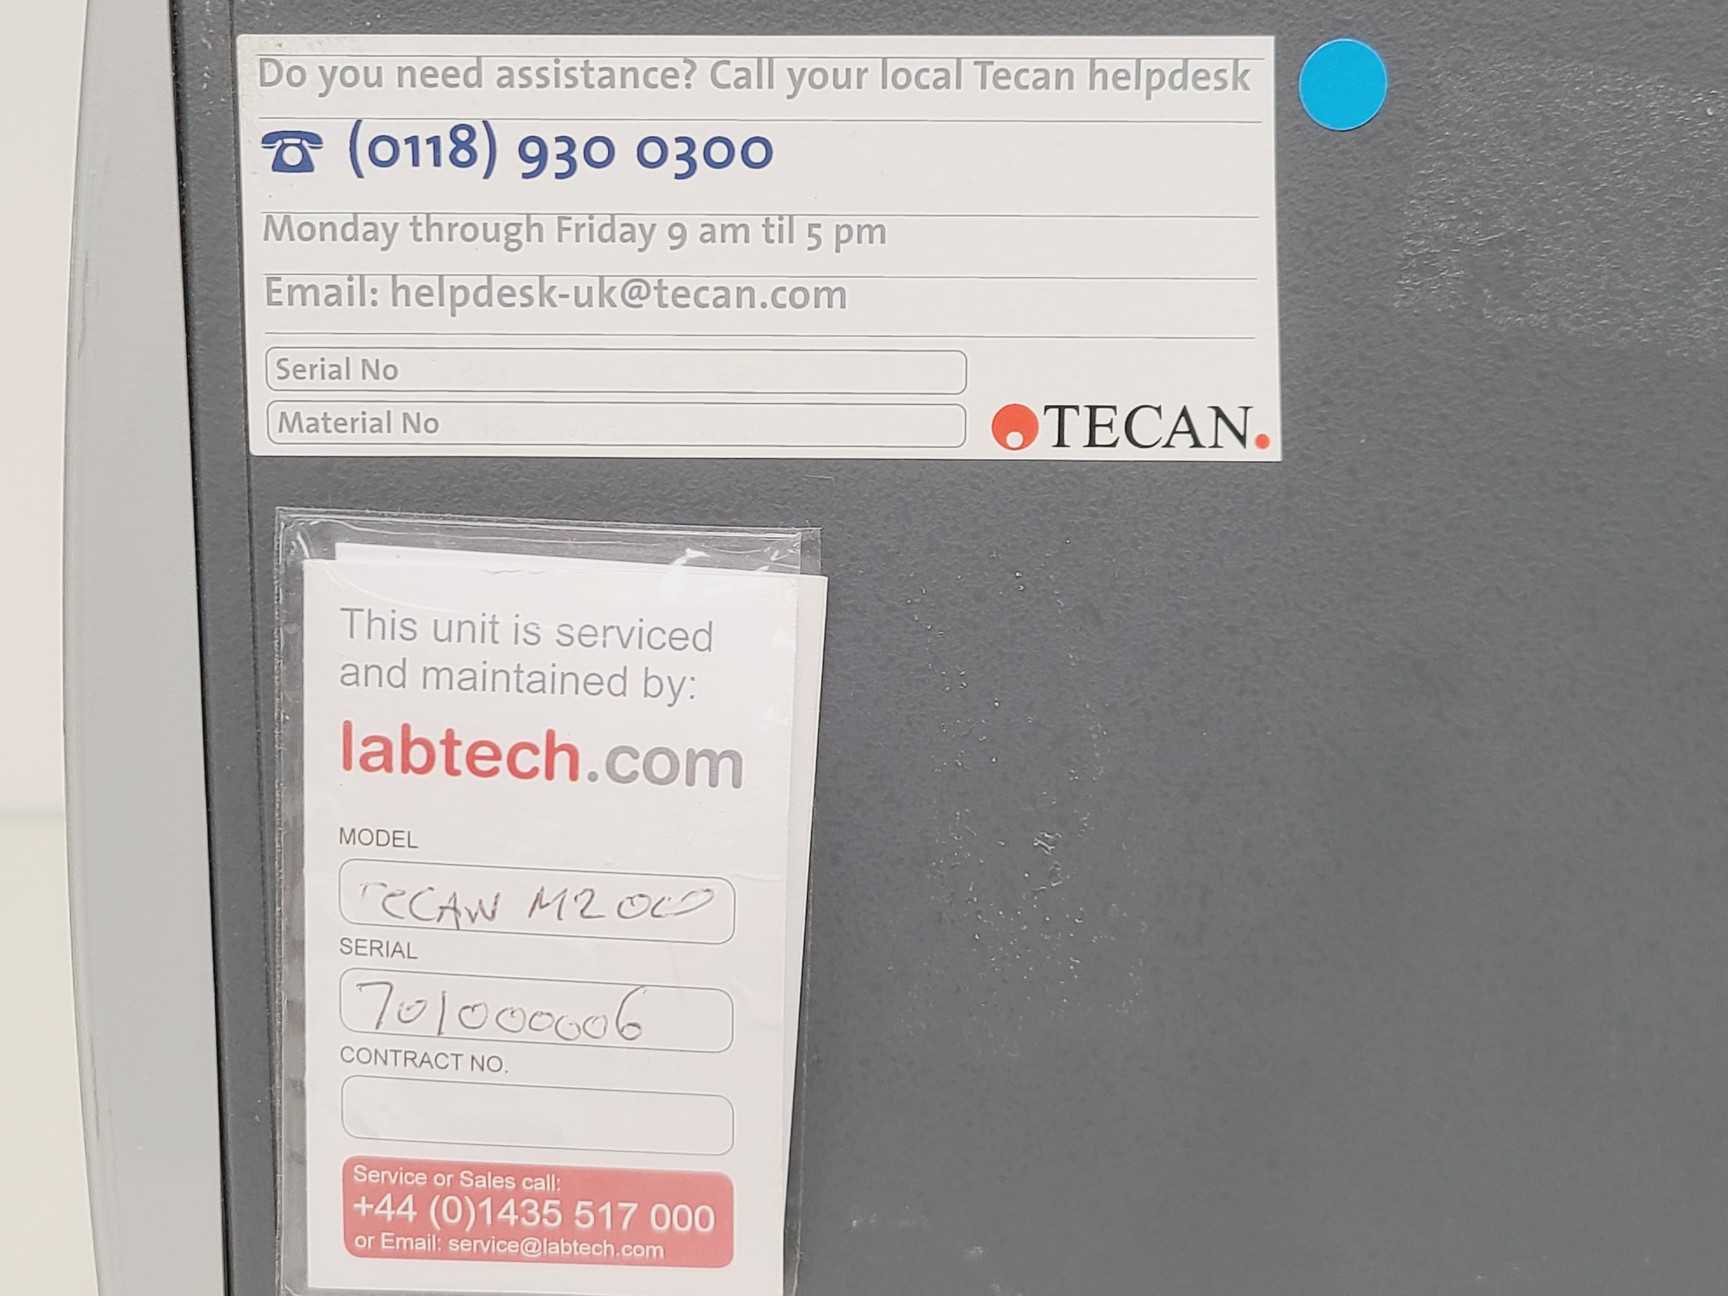 Do you need assistance? Call your local Tecan helpdesk
(0118) 930 0300
Monday through Friday 9 am til 5 pm
Email: helpdesk-uk@tecan.com
Serial No
Material No
TECAN.
This unit is serviced
and maintained by:
labtech.com
MODEL
TECAN M200
SERIAL
701000006
CONTRACT NO.
Service or Sales call:
+44 (0)1435 517 000
or Email: service@labtech.com